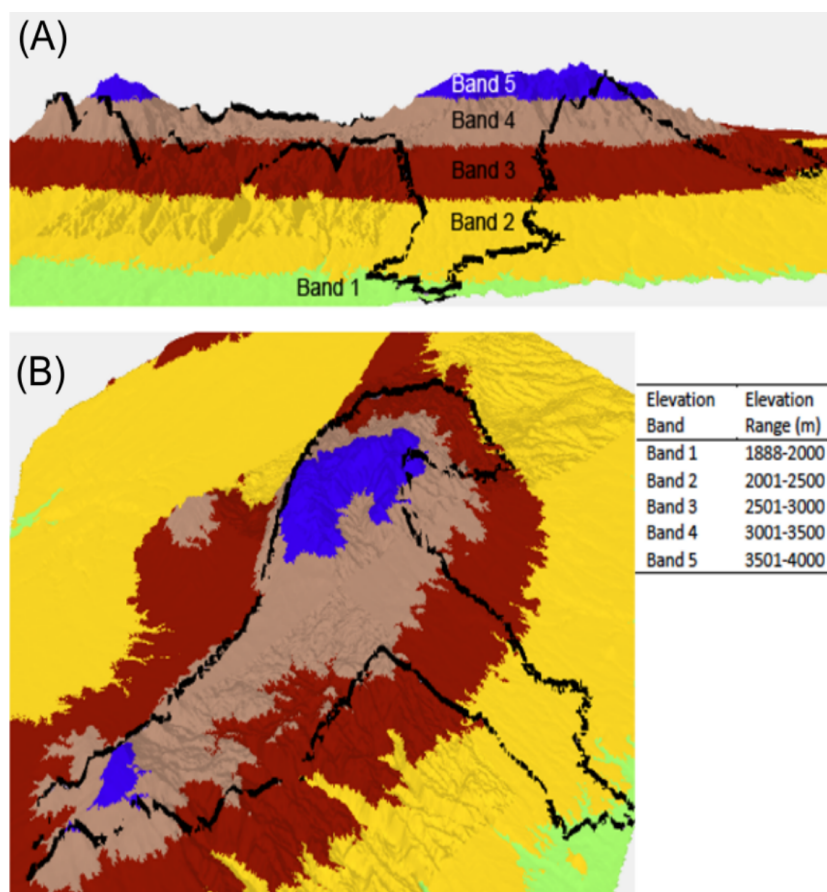 (A)
Band 5
Band 4
Band 3
Band 2
Band 1
(B)
Elevation Elevation
Band Range (m)
Band 1 1888-2000
Band 2 2001-2500
Band 3 2501-3000
Band 4 3001-3500
Band 5 3501-4000